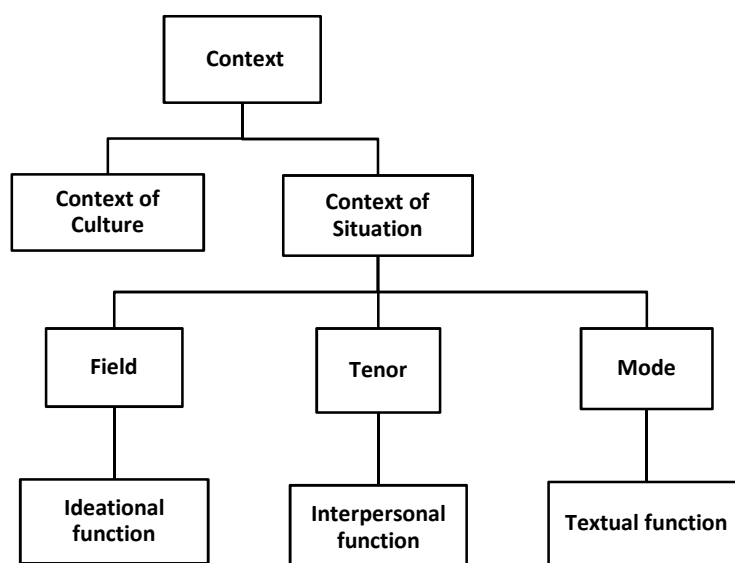 Context
Context of
Culture
Context of
Situation
Field
Tenor
Mode
Ideational
function
Interpersonal
function
Textual function